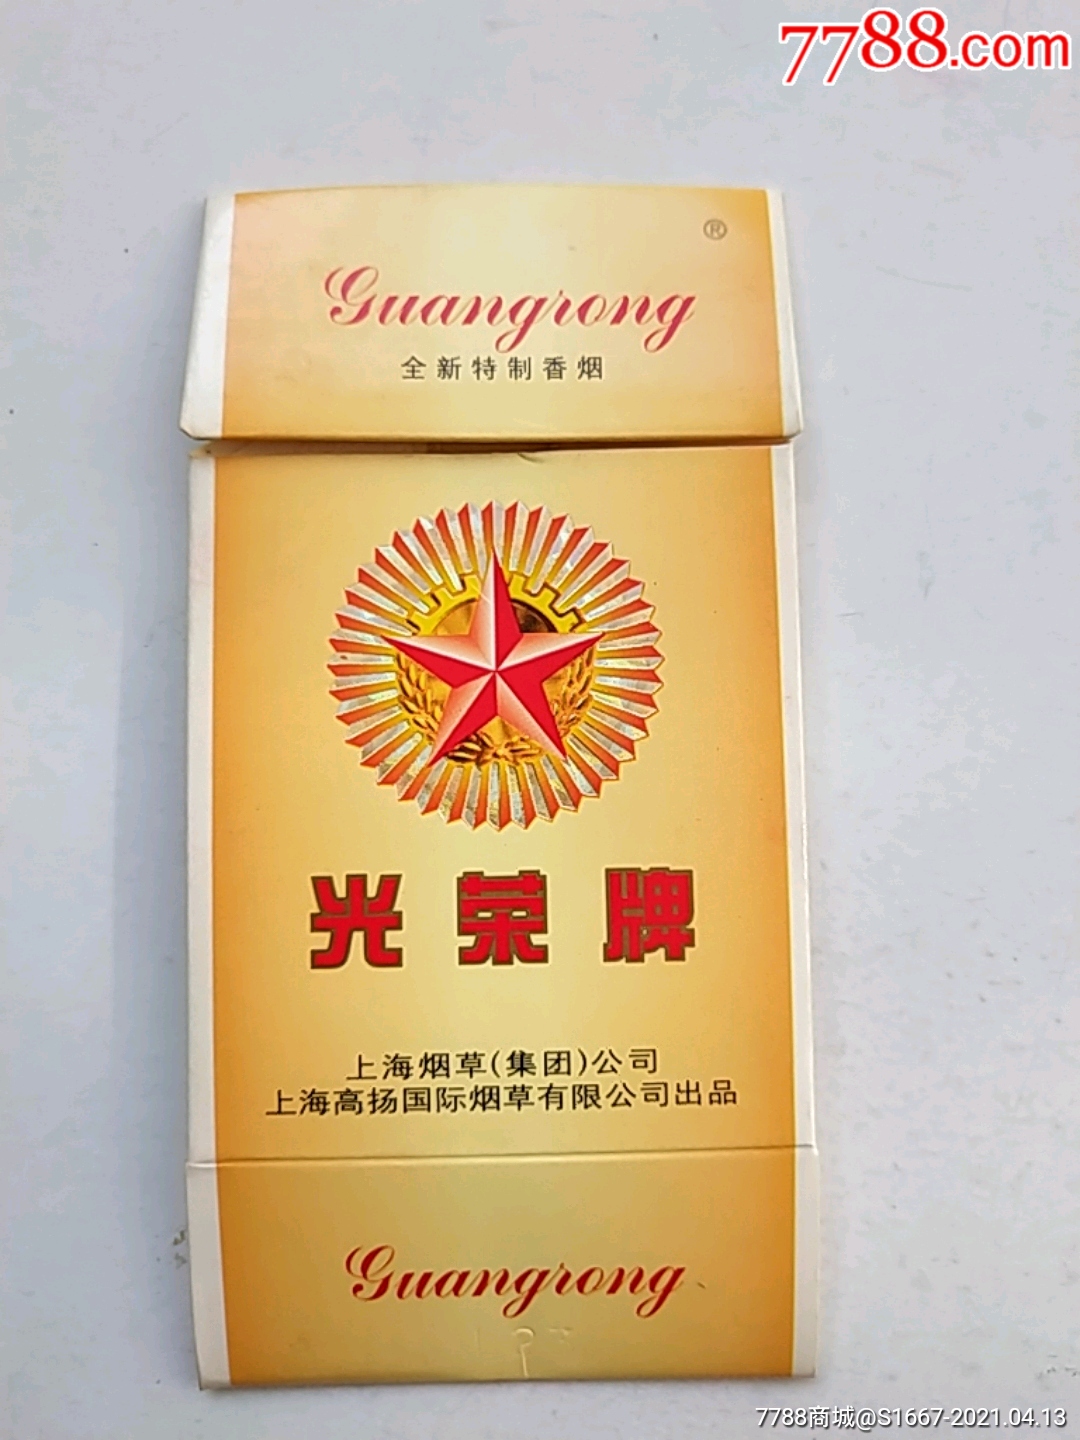 7788.com
®
Guangrong
全新特制香烟
光荣牌
上海烟草(集团)公司
上海高扬国际烟草有限公司出品
Guangrong
7788商城@S1667-2021.04.13